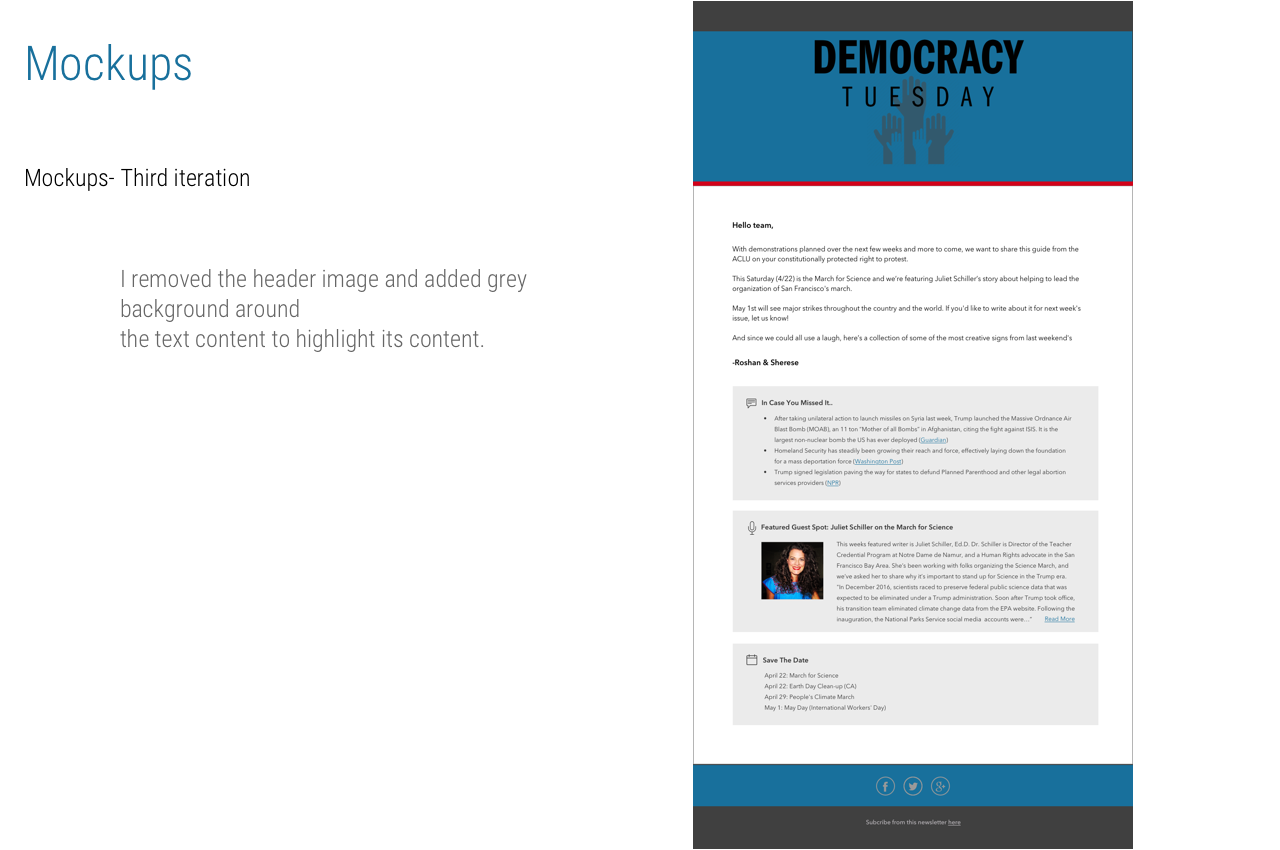 Mockups
Mockups- Third iteration
I removed the header image and added grey
background around
the text content to highlight its content.
DEMOCRACY
TUESDAY
Hello team,
With demonstrations planned over the next few weeks and more to come, we want to share this guide from the
ACLU on your constitutionally protected right to protest.
This Saturday (4/22) is the March for Science and we're featuring Juliet Schiller's story about helping to lead the
organization of San Francisco's march.
May 1st will see major strikes throughout the country and the world. If you'd like to write about it for next week's
issue, let us know!
And since we could all use a laugh, here's a collection of some of the most creative signs from last weekend's
-Roshan & Sherese
In Case You Missed It..
• After taking unilateral action to launch missiles on Syria last week, Trump launched the Massive Ordnance Air
Blast Bomb (MOAB), an 11 ton "Mother of all Bombs" in Afghanistan, citing the fight against ISIS. It is the
largest non-nuclear bomb the US has ever deployed (Guardian)
• Homeland Security has steadily been growing their reach and force, effectively laying down the foundation
for a mass deportation force (Washington Post)
• Trump signed legislation paving the way for states to defund Planned Parenthood and other legal abortion
services providers (NPR)
Featured Guest Spot: Juliet Schiller on the March for Science
This weeks featured writer is Juliet Schiller, Ed.D. Dr. Schiller is Director of the Teacher
Credential Program at Notre Dame de Namur, and a Human Rights advocate in the San
Francisco Bay Area. She's been working with folks organizing the Science March, and
we've asked her to share why it's important to stand up for Science in the Trump era.
"In December 2016, scientists raced to preserve federal public science data that was
expected to be eliminated under a Trump administration. Soon after Trump took office,
his transition team eliminated climate change data from the EPA website. Following the
inauguration, the National Parks Service social media accounts were..." Read More
Save The Date
April 22: March for Science
April 22: Earth Day Clean-up (CA)
April 29: People's Climate March
May 1: May Day (International Workers' Day)
f g+
Subcribe from this newsletter here